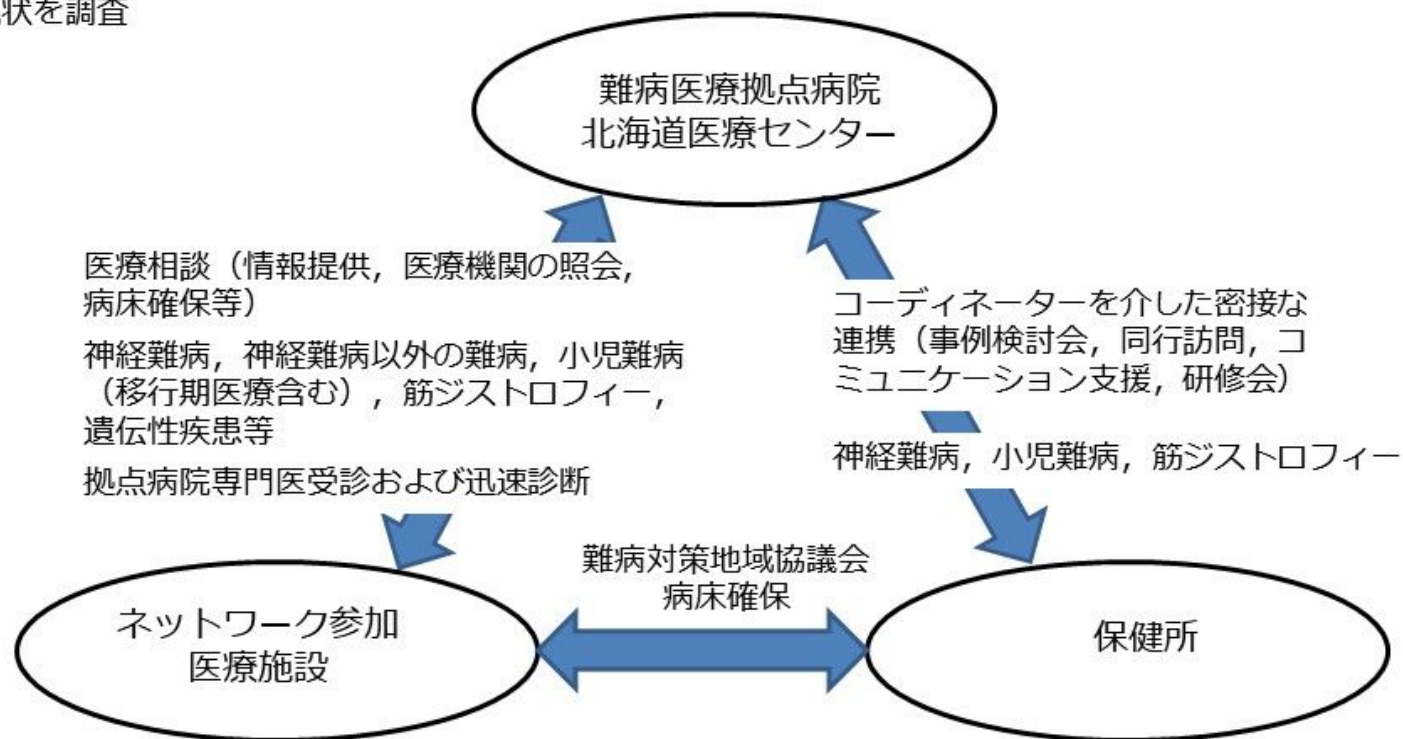 状を調査
難病医療拠点病院
北海道医療センター
医療相談（情報提供，医療機関の照会，
病床確保等）
神経難病，神経難病以外の難病，小児難病
（移行期医療含む），筋ジストロフィー，
遺伝性疾患等
拠点病院専門医受診および迅速診断
コーディネーターを介した密接な
連携（事例検討会，同行訪問，コ
ミュニケーション支援，研修会）
神経難病，小児難病，筋ジストロフィー
難病対策地域協議会
病床確保
ネットワーク参加
医療施設
保健所